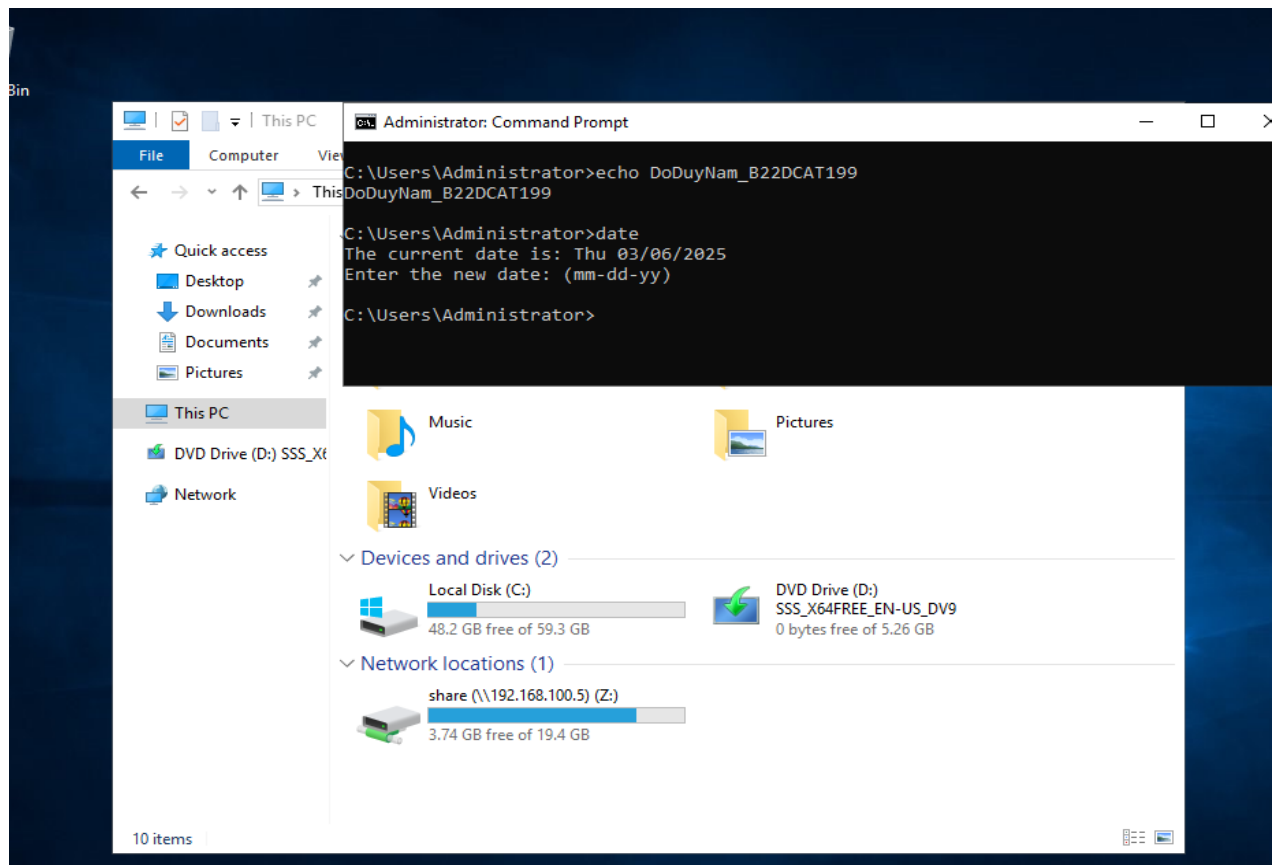 Bin
This PC
Administrator: Command Prompt
File
Computer
C:\Users\Administrator>echo DoDuyNam_B22DCAT199
DoDuyNam_B22DCAT199
C:\Users\Administrator>date
The current date is: Thu 03/06/2025
Enter the new date: (mm-dd-yy)
C:\Users\Administrator>
Quick access
Desktop
Downloads
Documents
Pictures
This PC
DVD Drive (D:)
Network
Music
Pictures
Videos
Devices and drives (2)
Local Disk (C:)
48.2 GB free of 59.3 GB
DVD Drive (D:)
SSS_X64FREE_EN-US_DV9
0 bytes free of 5.26 GB
Network locations (1)
share (\\192.168.100.5) (Z:)
3.74 GB free of 19.4 GB
10 items